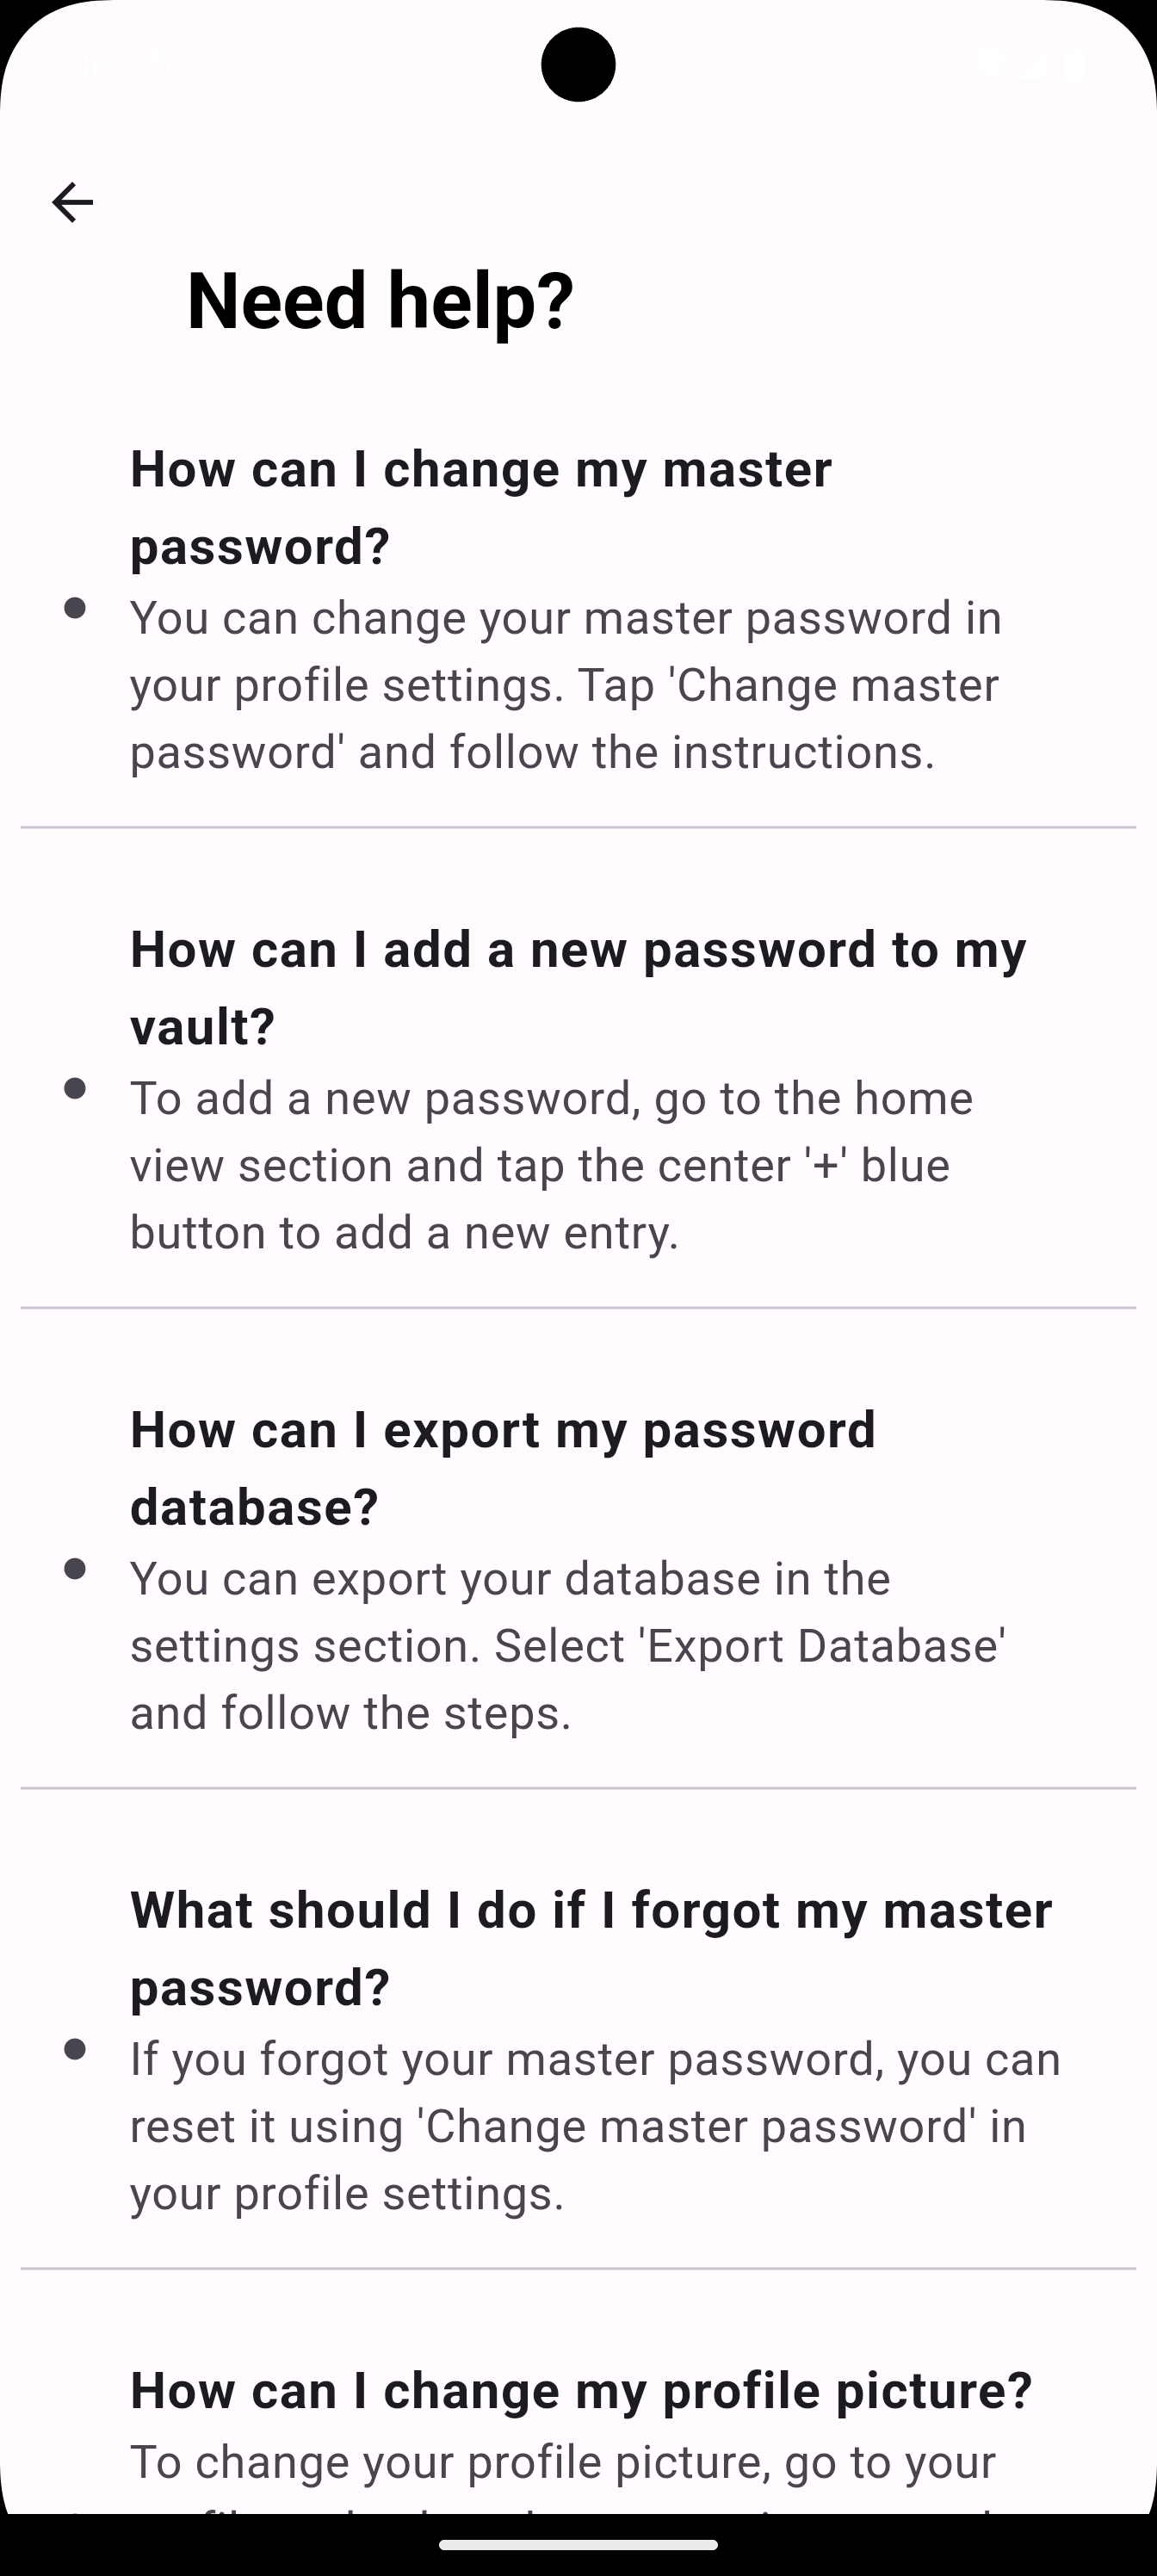 Need help?
How can I change my master
password?
You can change your master password in
your profile settings. Tap 'Change master
password' and follow the instructions.
How can I add a new password to my
vault?
To add a new password, go to the home
view section and tap the center '+' blue
button to add a new entry.
How can I export my password
database?
You can export your database in the
settings section. Select 'Export Database'
and follow the steps.
What should I do if I forgot my master
password?
If you forgot your master password, you can
reset it using 'Change master password' in
your profile settings.
How can I change my profile picture?
To change your profile picture, go to your